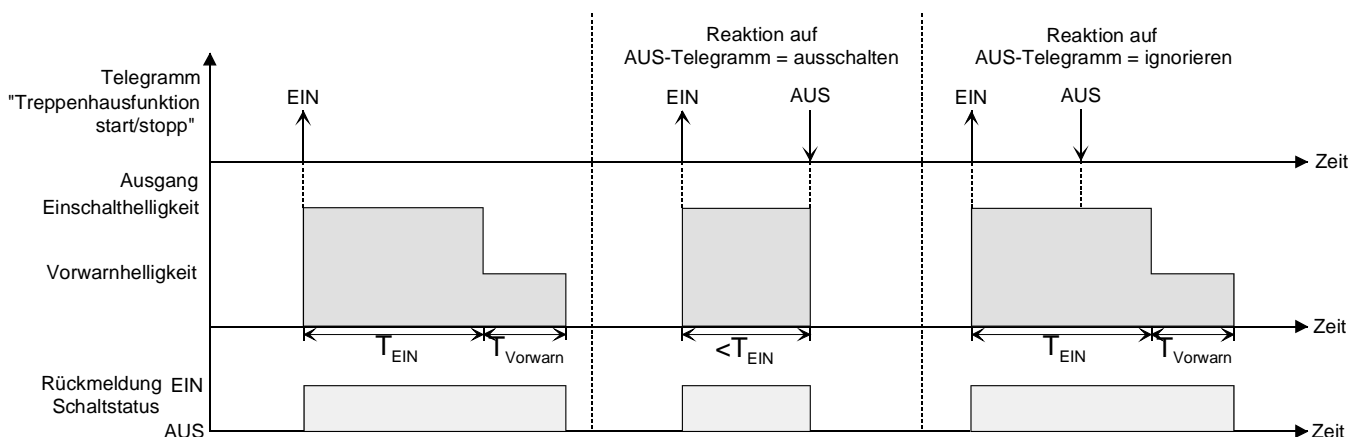 Reaktion auf
AUS-Telegramm = ausschalten
Reaktion auf
AUS-Telegramm = ignorieren
Telegramm
"Treppenhausfunktion
start/stopp"
EIN
EIN
AUS
EIN
AUS
Zeit
Ausgang
Einschalthelligkeit
Vorwarnhelligkeit
Zeit
TEIN
TVorwarn
<TEIN
TEIN
TVorwarn
Rückmeldung EIN
Schaltstatus
AUS
Zeit